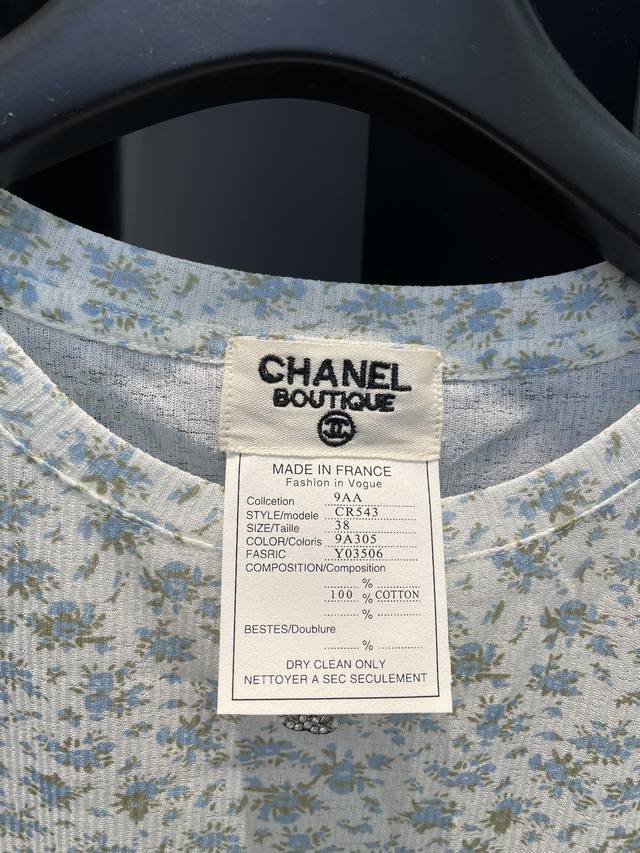 CHANEL
BOUTIQUE
MADE IN FRANCE
Fashion in Vogue
Collcetion 9AA
STYLE/modele CR543
SIZE/Taille 38
COLOR/Coloris 9A305
FASRIC Y03506
COMPOSITION/Composition
%
100 % COTTON
%
BESTES/Doublure
%
DRY CLEAN ONLY
NETTOYER A SEC SECULEMENT